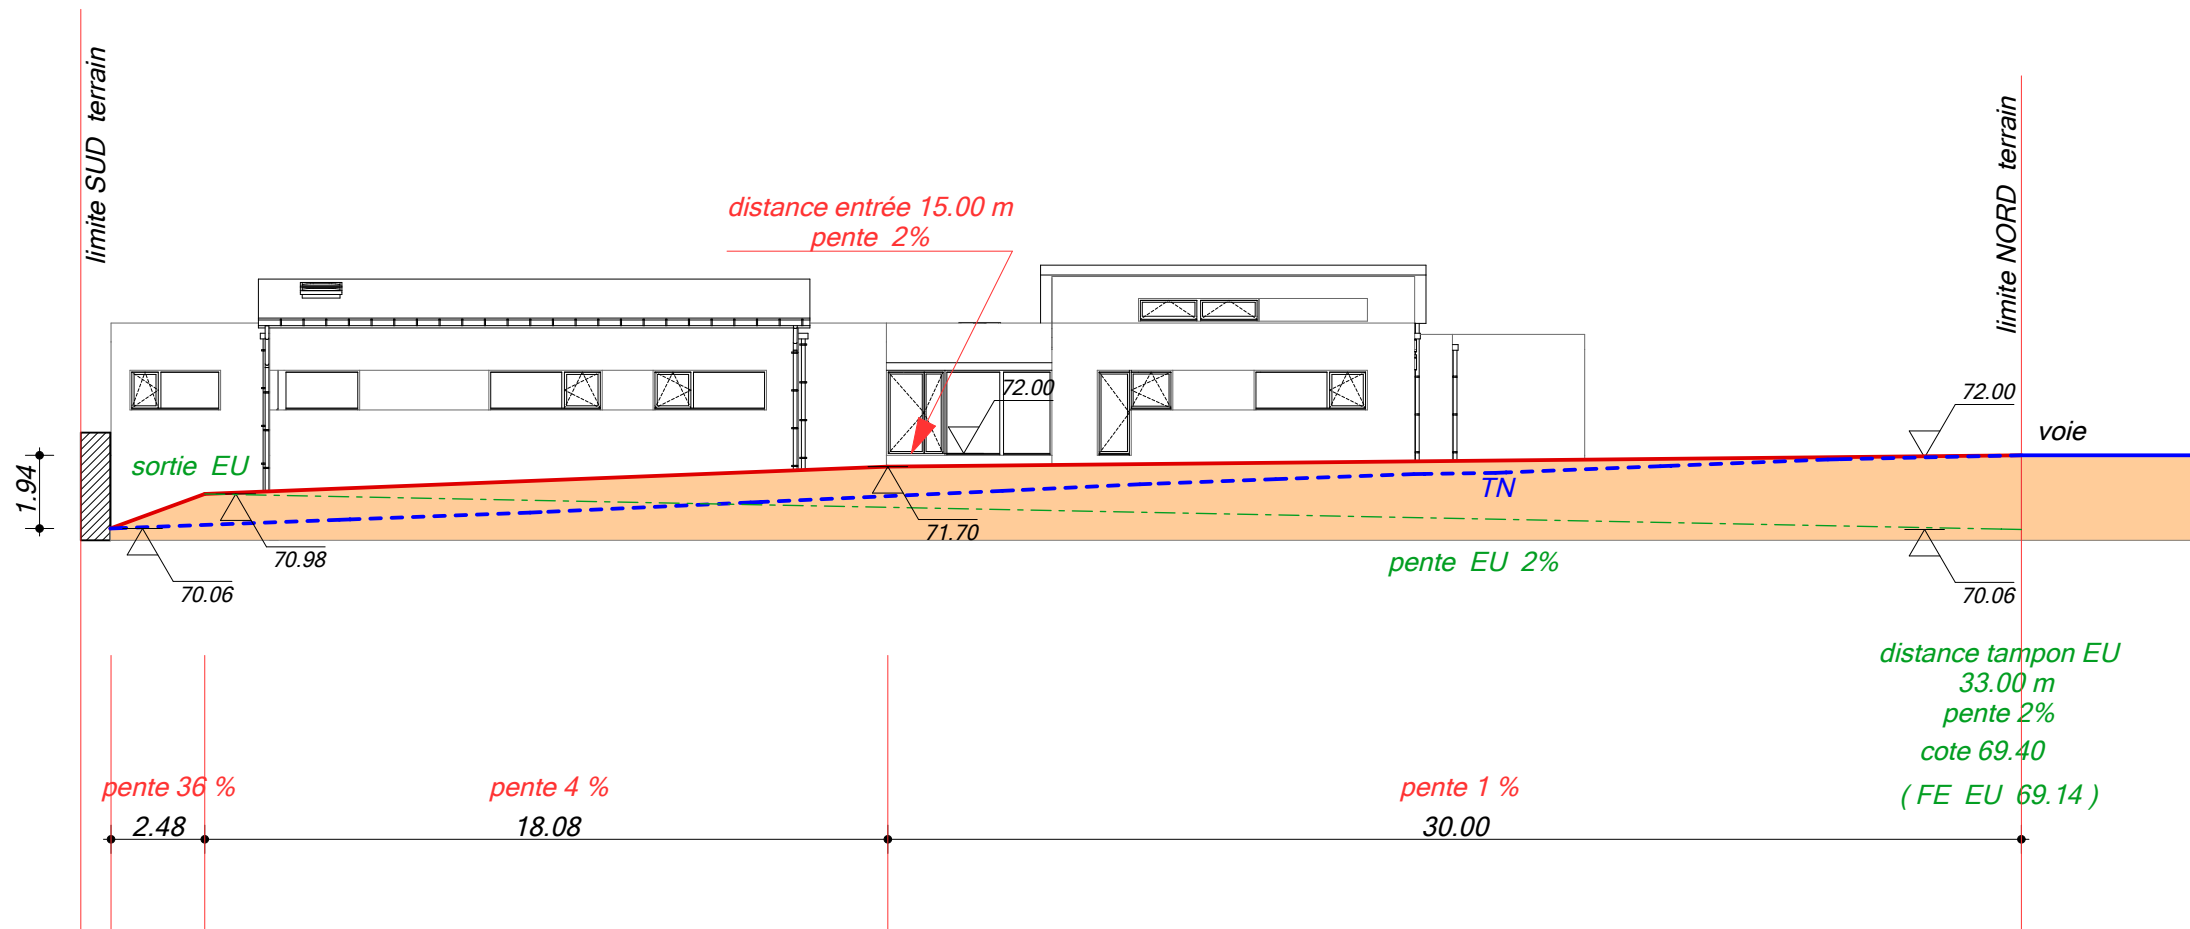 limite SUD terrain
limite NORD terrain
distance entrée 15.00 m
pente 2%
72.00
72.00
voie
1.94
sortie EU
TN
71.70
70.98
70.06
pente EU 2%
70.06
distance tampon EU
33.00 m
pente 2%
cote 69.40
( FE EU 69.14 )
pente 36 %
pente 4 %
pente 1 %
2.48
18.08
30.00